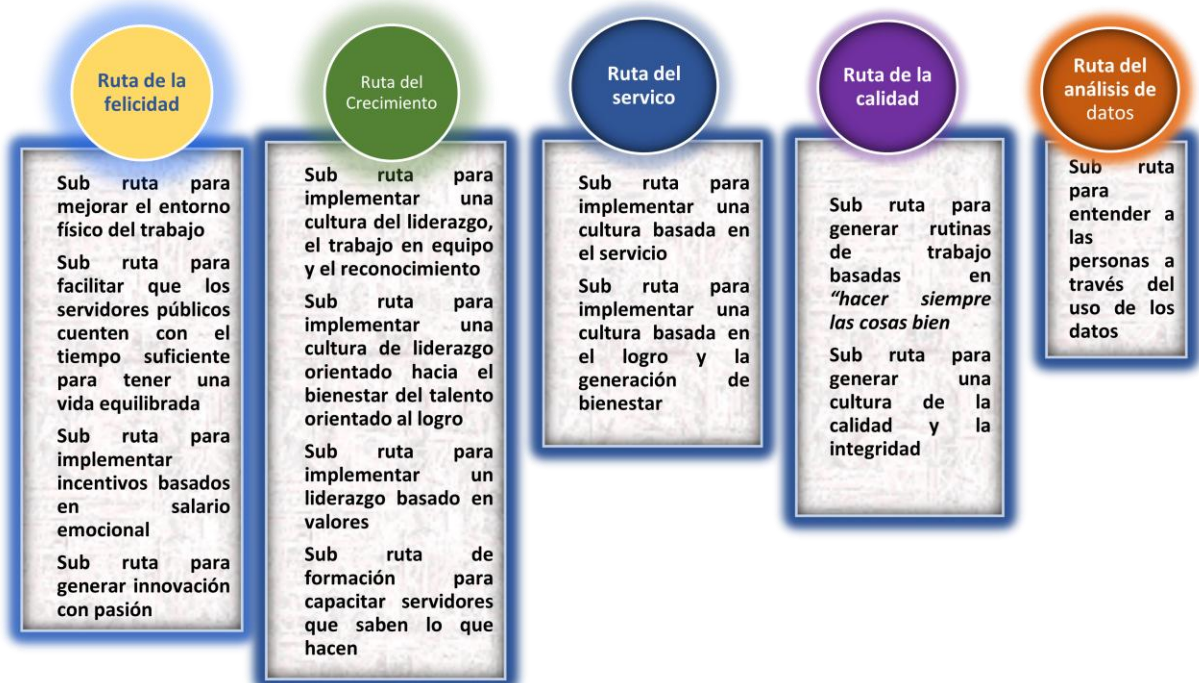 Ruta de la
felicidad
Sub ruta para
mejorar el entorno
físico del trabajo
Sub ruta para
facilitar que los
servidores públicos
cuenten con el
tiempo suficiente
para tener una
vida equilibrada
Sub ruta para
implementar
incentivos basados
en salario
emocional
Sub ruta para
generar innovación
con pasión
Ruta del
Crecimiento
Sub ruta para
implementar una
cultura del liderazgo,
el trabajo en equipo
y el reconocimiento
Sub ruta para
implementar una
cultura de liderazgo
orientado hacia el
bienestar del talento
orientado al logro
Sub ruta para
implementar un
liderazgo basado en
valores
Sub ruta de
formación para
capacitar servidores
que saben lo que
hacen
Ruta del
servico
Sub ruta para
implementar una
cultura basada en
el servicio
Sub ruta para
implementar una
cultura basada en
el logro y la
generación de
bienestar
Ruta de la
calidad
Sub ruta para
generar rutinas
de trabajo
basadas en
“hacer siempre
las cosas bien
Sub ruta para
generar una
cultura de la
calidad y la
integridad
Ruta del
análisis de
datos
Sub ruta
para
entender a
las
personas a
través del
uso de los
datos